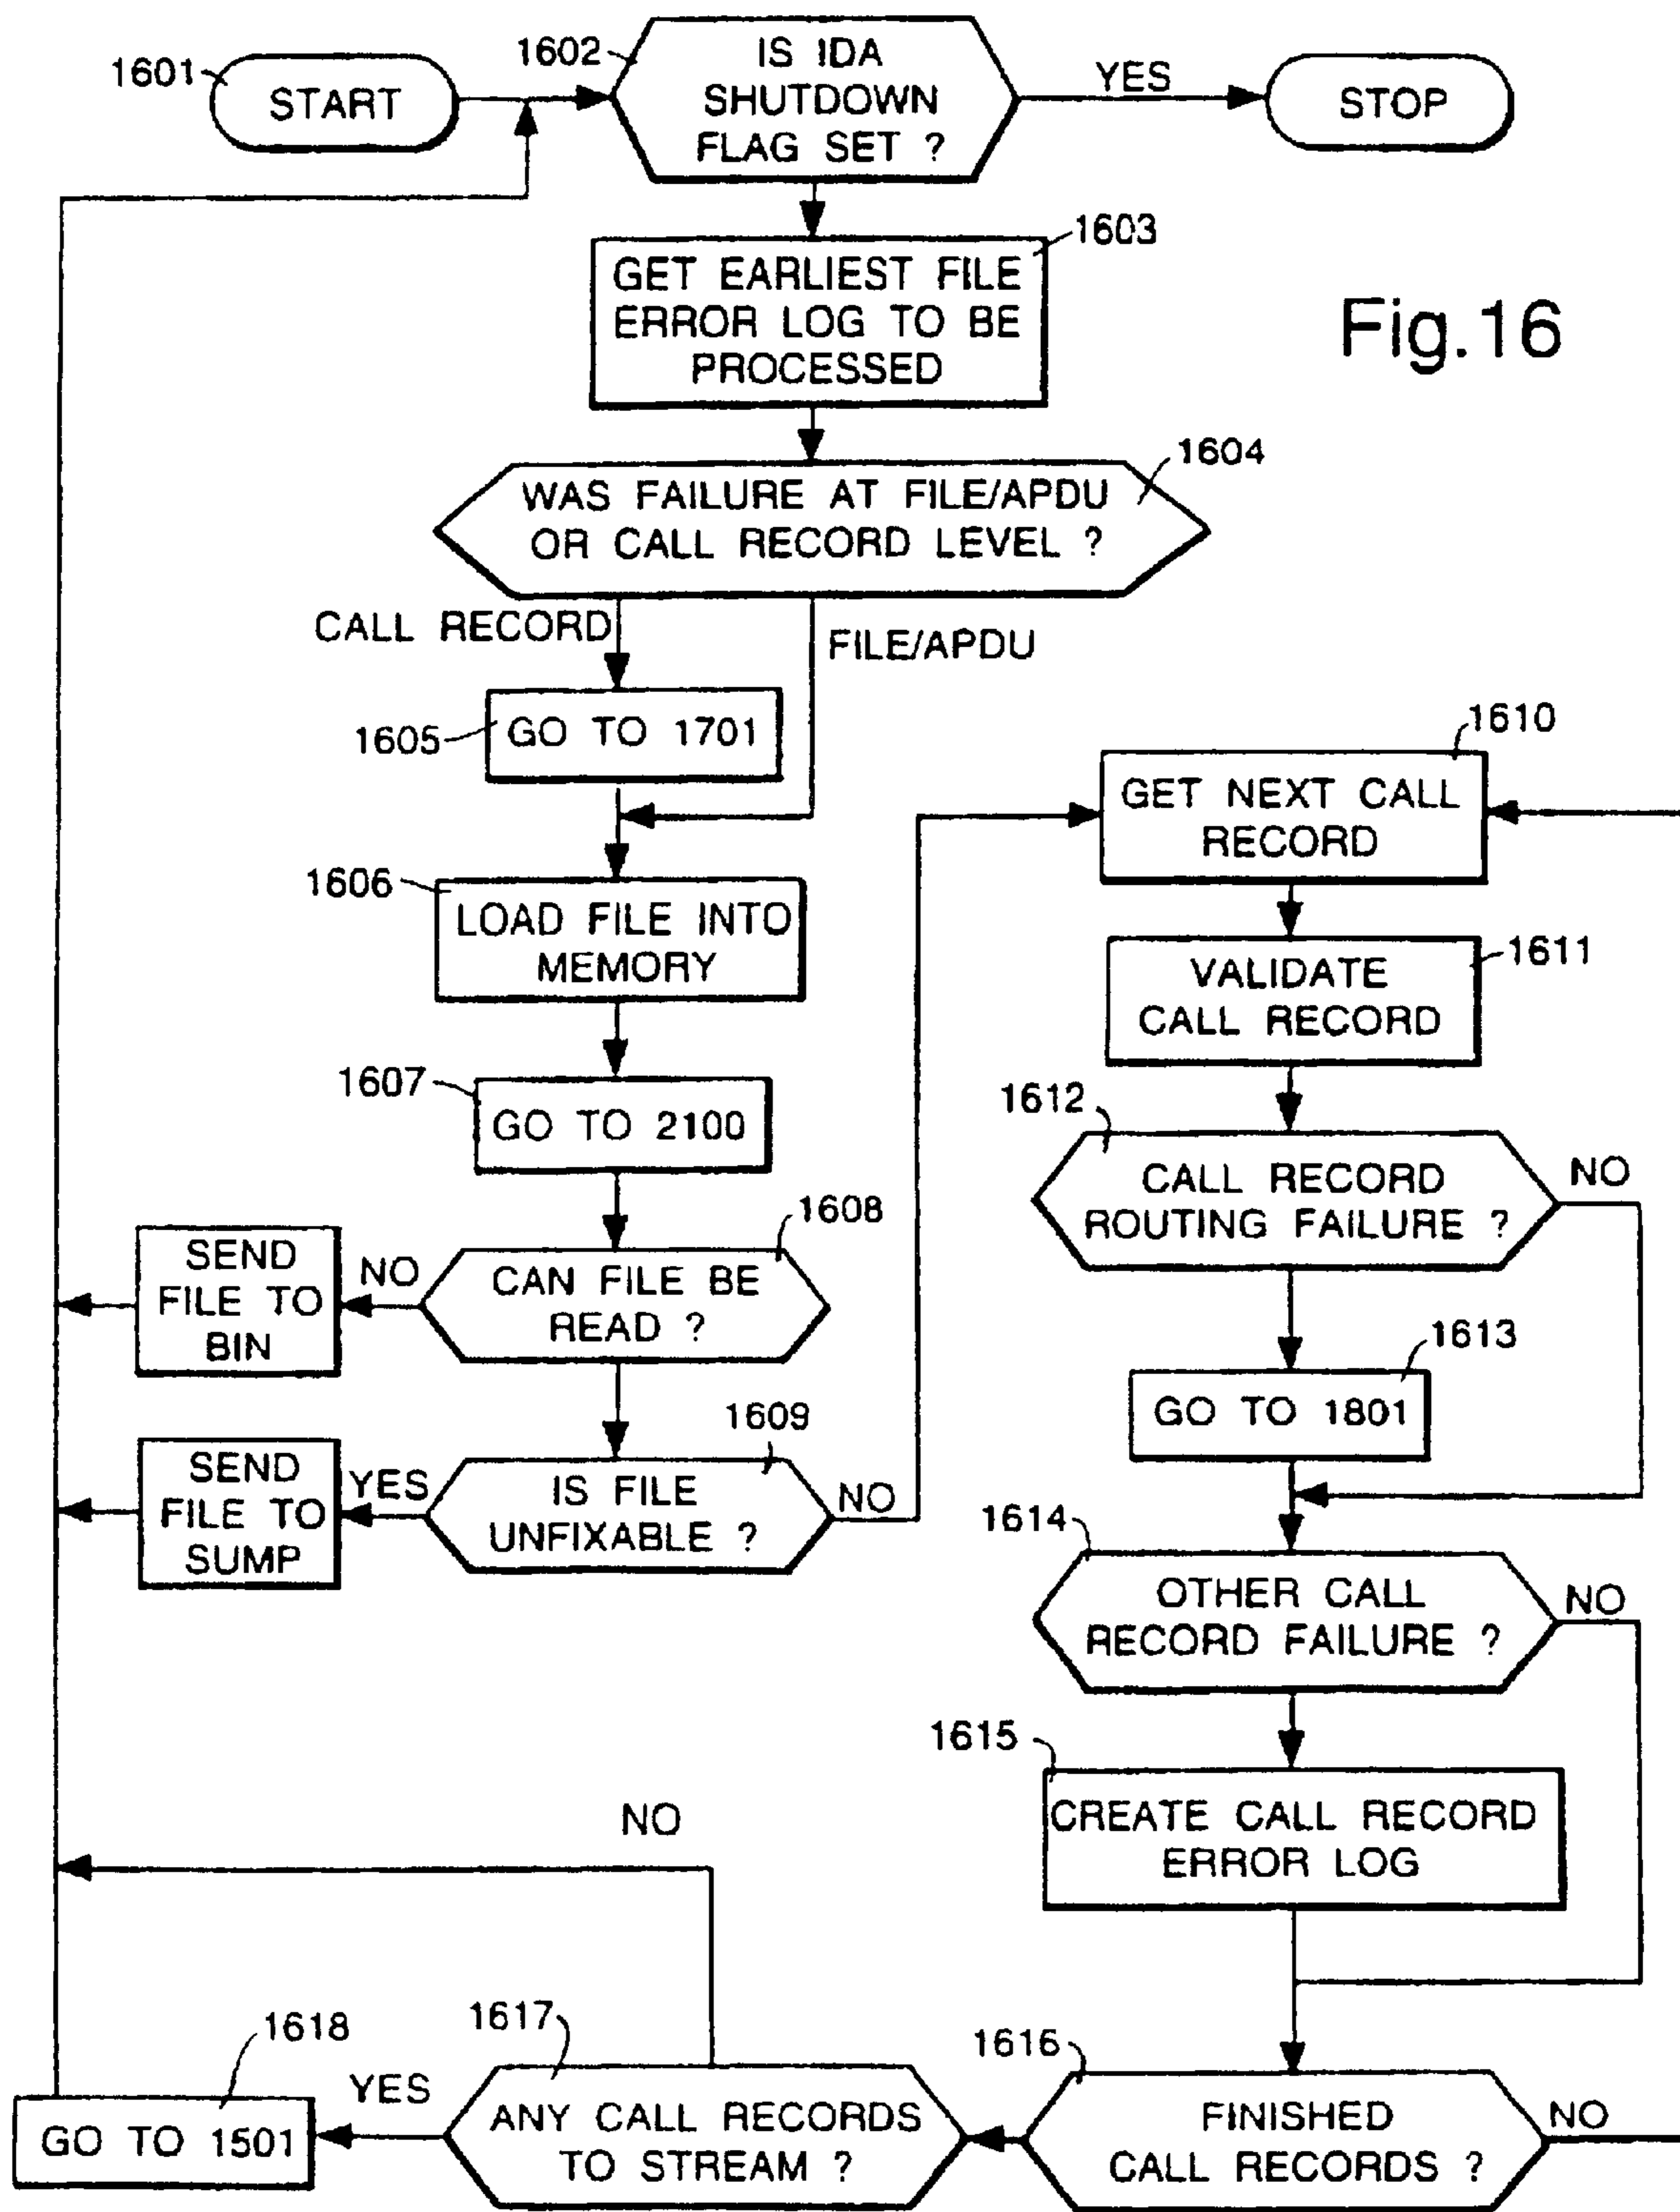 1601
START
1602
IS IDA
SHUTDOWN
FLAG SET ?
YES
STOP
1603
GET EARLIEST FILE
ERROR LOG TO BE
PROCESSED
Fig.16
1604
WAS FAILURE AT FILE/APDU
OR CALL RECORD LEVEL ?
CALL RECORD
FILE/APDU
1605
GO TO 1701
1606
LOAD FILE INTO
MEMORY
1607
GO TO 2100
1608
CAN FILE BE
READ ?
NO
SEND
FILE TO
BIN
1609
IS FILE
UNFIXABLE ?
YES
SEND
FILE TO
SUMP
NO
1610
GET NEXT CALL
RECORD
1611
VALIDATE
CALL RECORD
1612
CALL RECORD
ROUTING FAILURE ?
NO
1613
GO TO 1801
1614
OTHER CALL
RECORD FAILURE ?
NO
1615
CREATE CALL RECORD
ERROR LOG
1616
FINISHED
CALL RECORDS ?
NO
1617
ANY CALL RECORDS
TO STREAM ?
NO
YES
1618
GO TO 1501